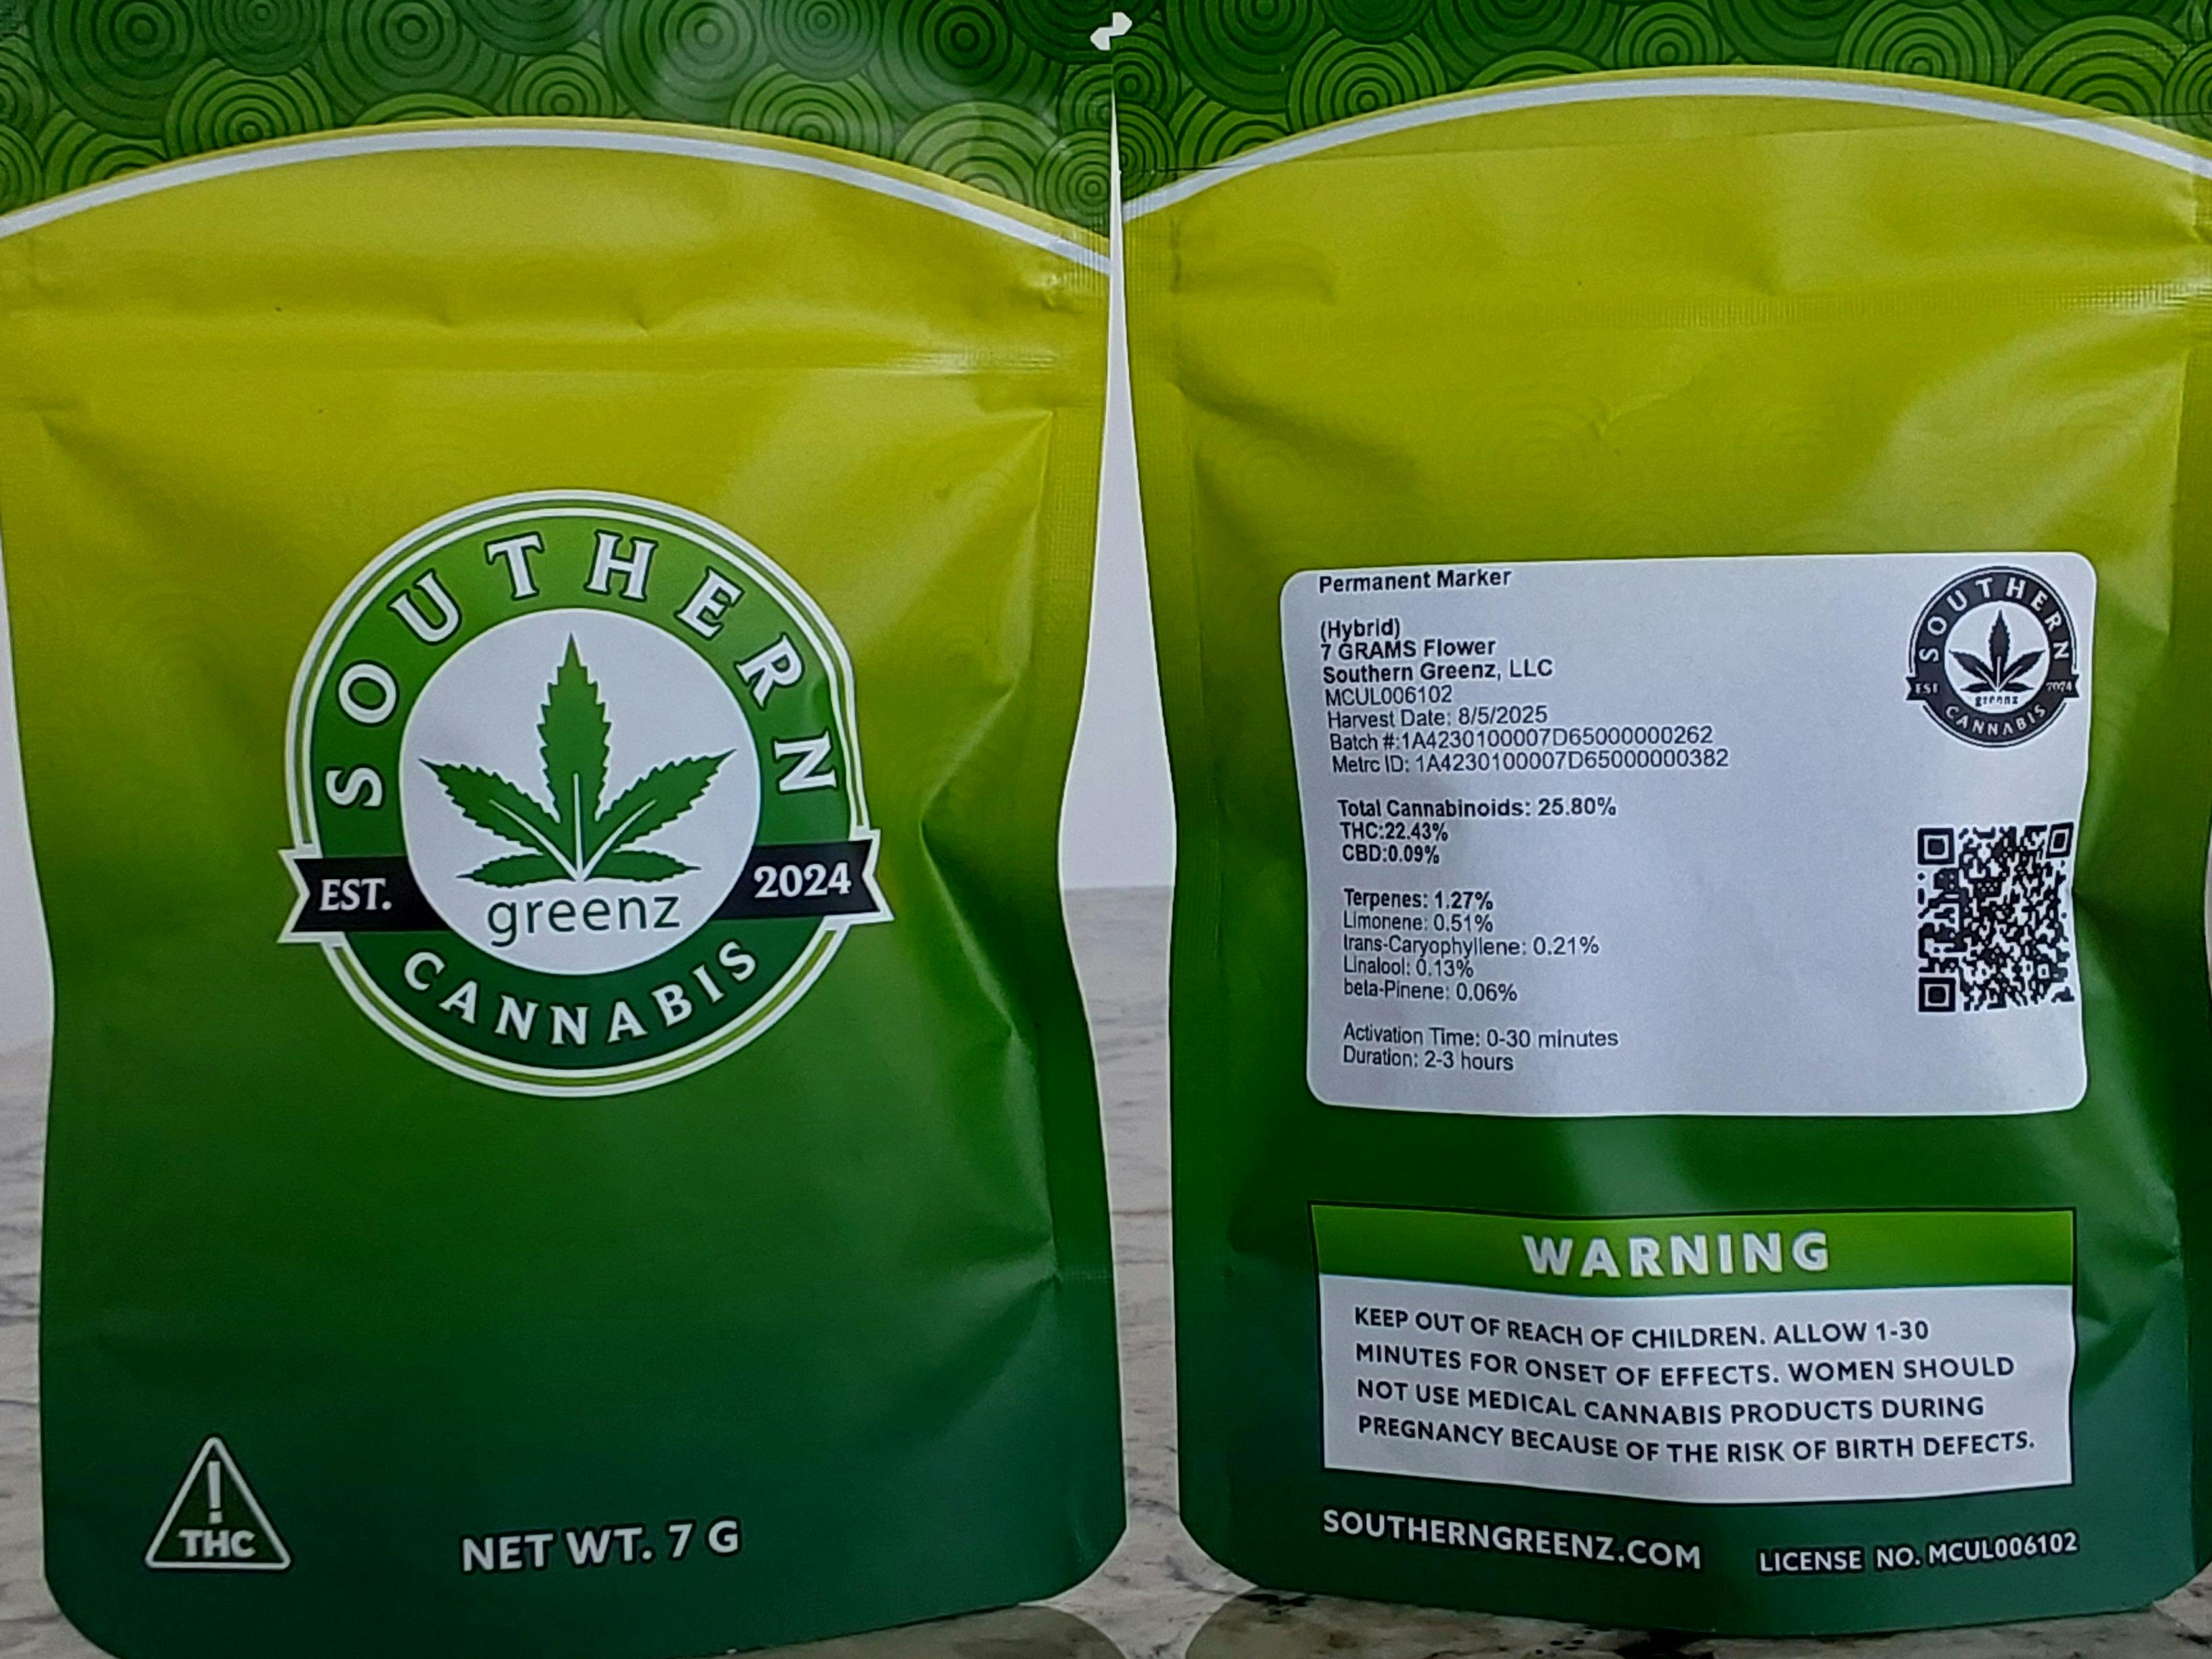 SOUTHERN
EST. 2024
greenz
CANNABIS
! THC
NET WT. 7 G
Permanent Marker
(Hybrid)
7 GRAMS Flower
Southern Greenz, LLC
MCUL006102
Harvest Date: 8/5/2025
Batch #:1A4230100007D65000000262
Metrc ID: 1A4230100007D65000000382
Total Cannabinoids: 25.80%
THC:22.43%
CBD:0.09%
Terpenes: 1.27%
Limonene: 0.51%
trans-Caryophyllene: 0.21%
Linalool: 0.13%
beta-Pinene: 0.06%
Activation Time: 0-30 minutes
Duration: 2-3 hours
SOUTHERN
EST 2024
greenz
CANNABIS
WARNING
KEEP OUT OF REACH OF CHILDREN. ALLOW 1-30
MINUTES FOR ONSET OF EFFECTS. WOMEN SHOULD
NOT USE MEDICAL CANNABIS PRODUCTS DURING
PREGNANCY BECAUSE OF THE RISK OF BIRTH DEFECTS.
SOUTHERNGREENZ.COM
LICENSE NO. MCUL006102